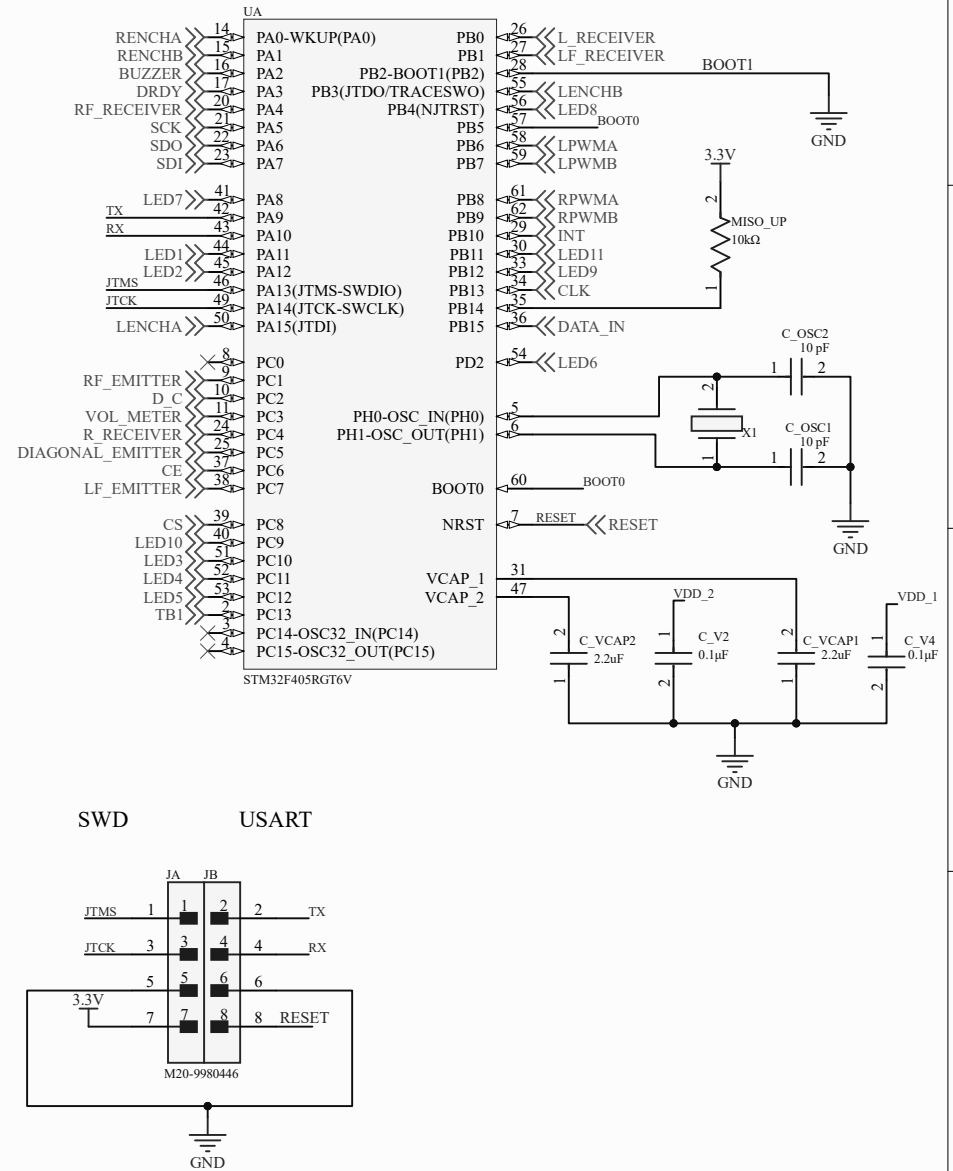 UA
RENCHA 14 PA0-WKUP(PA0) PB0 26 L_RECEIVER
RENCHB 15 PA1 PB1 27 LF_RECEIVER
BUZZER 16 PA2 PB2-BOOT1(PB2) 28 BOOT1
DRDY 17 PA3 PB3(JTDO/TRACESWO) 55 LENCHB
RF_RECEIVER 20 PA4 PB4(NJTRST) 56 LED8
SCK 21 PA5 PB5 57 BOOT0
SDO 22 PA6 PB6 58 LPWMA
SDI 23 PA7 PB7 59 LPWMB
GND
3.3V
LED7 41 PA8 PB8 61 RPWMA
TX 42 PA9 PB9 62 RPWMB
RX 43 PA10 PB10 29 INT
LED1 44 PA11 PB11 30 LED11
LED2 45 PA12 PB12 33 LED9
JTMS 46 PA13(JTMS-SWDIO) PB13 34 CLK
JTCK 49 PA14(JTCK-SWCLK) PB14 35
LENCHA 50 PA15(JTDI) PB15 36 DATA_IN
2 MISO_UP
10kΩ
1
8 PC0 PD2 54 LED6
RF_EMITTER 9 PC1
D_C 10 PC2
VOL_METER 11 PC3 PH0-OSC_IN(PH0) 5
R_RECEIVER 24 PC4 PH1-OSC_OUT(PH1) 6
DIAGONAL_EMITTER 25 PC5
CE 37 PC6
LF_EMITTER 38 PC7 BOOT0 60 BOOT0
C_OSC2
10 pF
1 2
2 X1 1
C_OSC1
10 pF
1 2
GND
CS 39 PC8 NRST 7 RESET RESET
LED10 40 PC9
LED3 51 PC10
LED4 52 PC11 VCAP_1 31
LED5 53 PC12 VCAP_2 47
TB1 2 PC13
3 PC14-OSC32_IN(PC14)
4 PC15-OSC32_OUT(PC15)
STM32F405RGT6V
VDD_2 VDD_1
2 C_VCAP2 1 C_V2 2 C_VCAP1 1 C_V4
2.2uF 0.1µF 2.2uF 0.1µF
1 2 1 2
GND
SWD USART
JA JB
JTMS 1 1 2 2 TX
JTCK 3 3 4 4 RX
5 5 6 6
3.3V 7 7 8 8 RESET
M20-9980446
GND